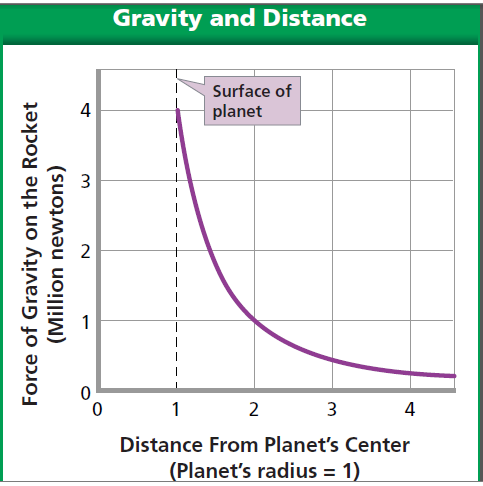 Gravity and Distance
Force of Gravity on the Rocket
(Million newtons)
Surface of
planet
4
3
2
1
0
0 1 2 3 4
Distance From Planet's Center
(Planet's radius = 1)